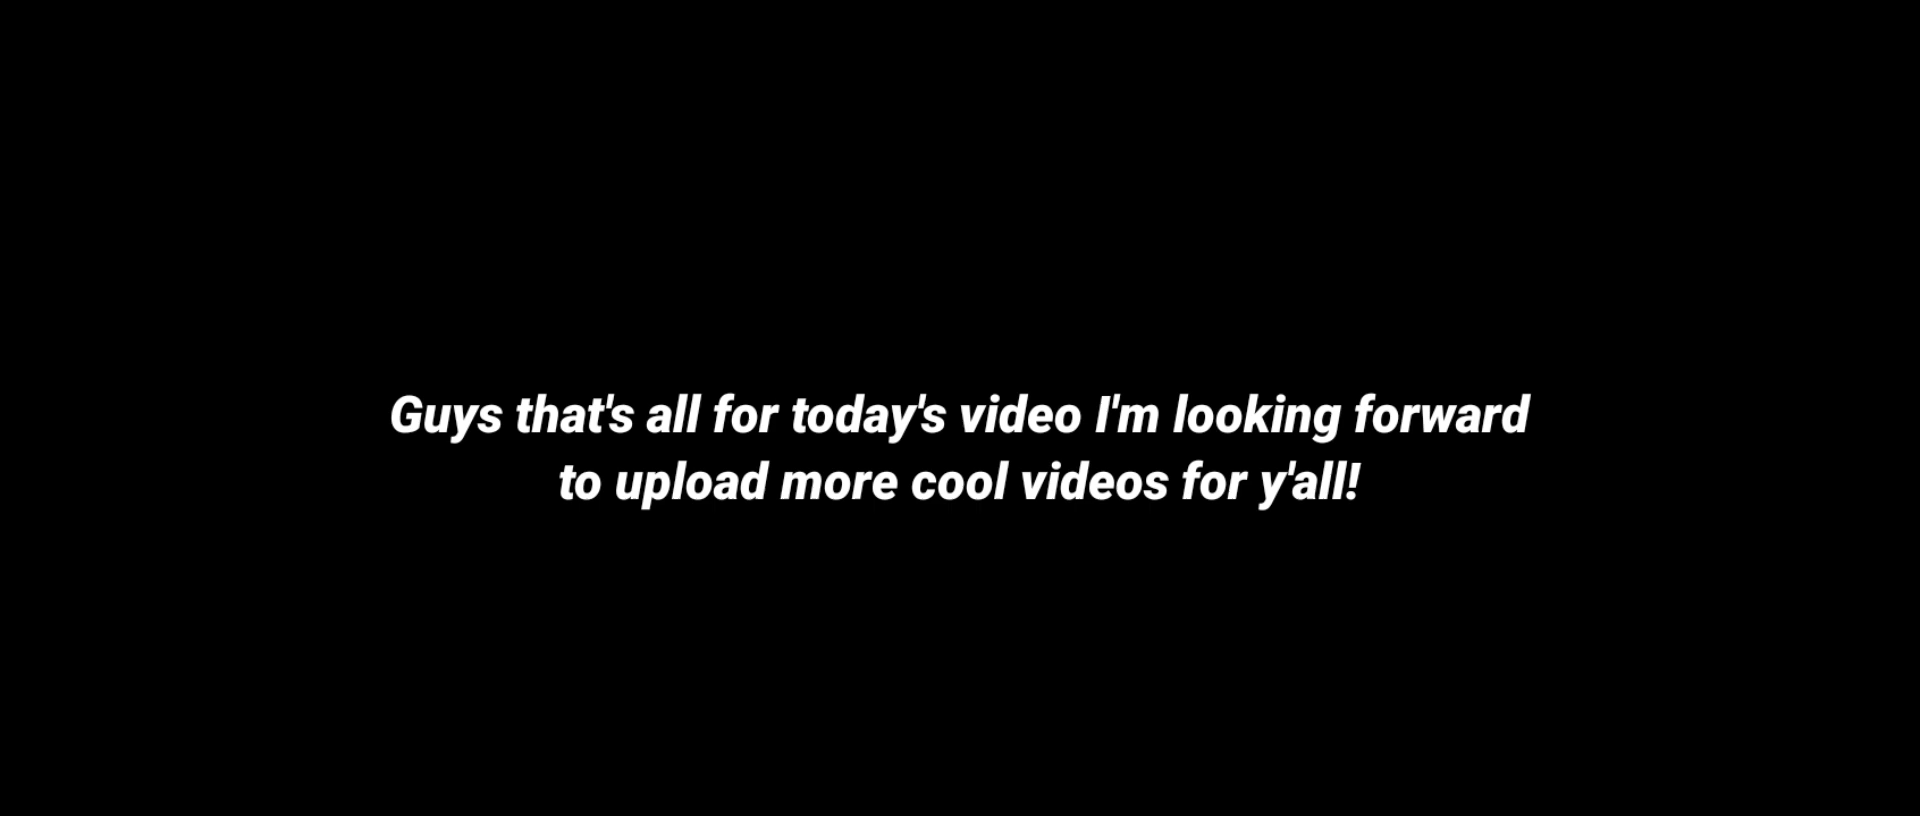 Guys that's all for today's video I'm looking forward
to upload more cool videos for y'all!